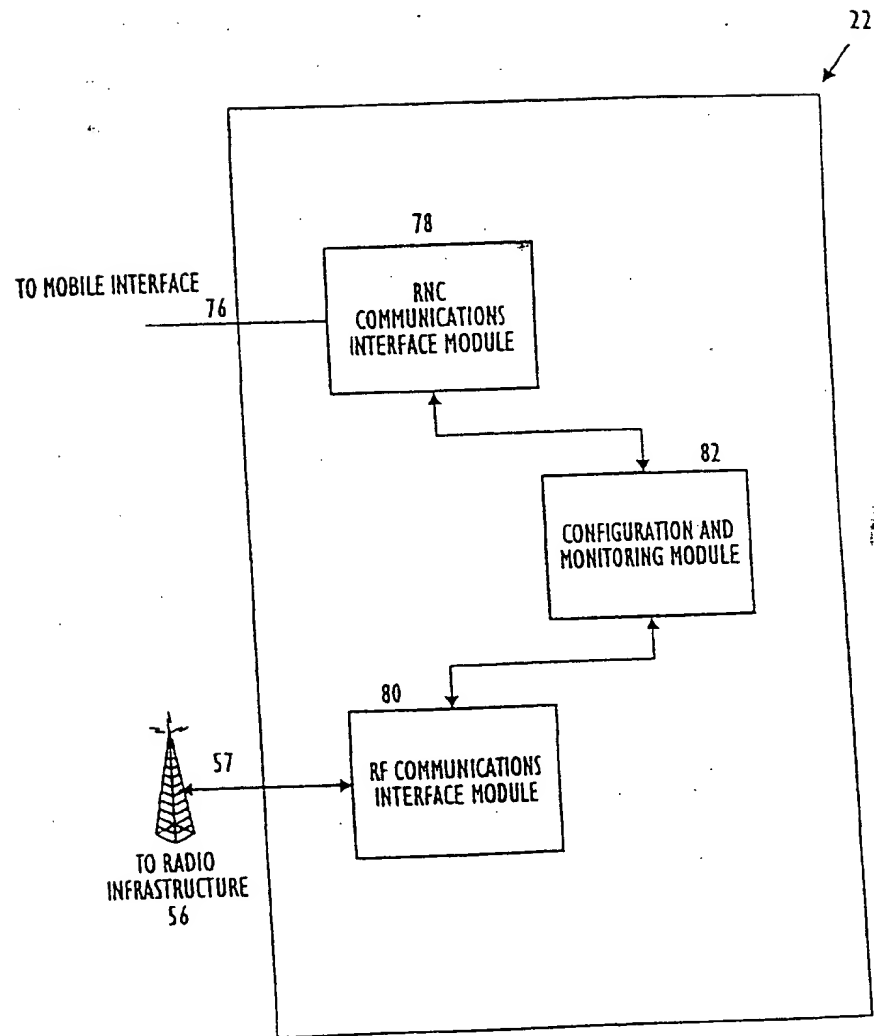 22
78
TO MOBILE INTERFACE
76
RNC
COMMUNICATIONS
INTERFACE MODULE
82
CONFIGURATION AND
MONITORING MODULE
80
57
RF COMMUNICATIONS
INTERFACE MODULE
TO RADIO
INFRASTRUCTURE
56